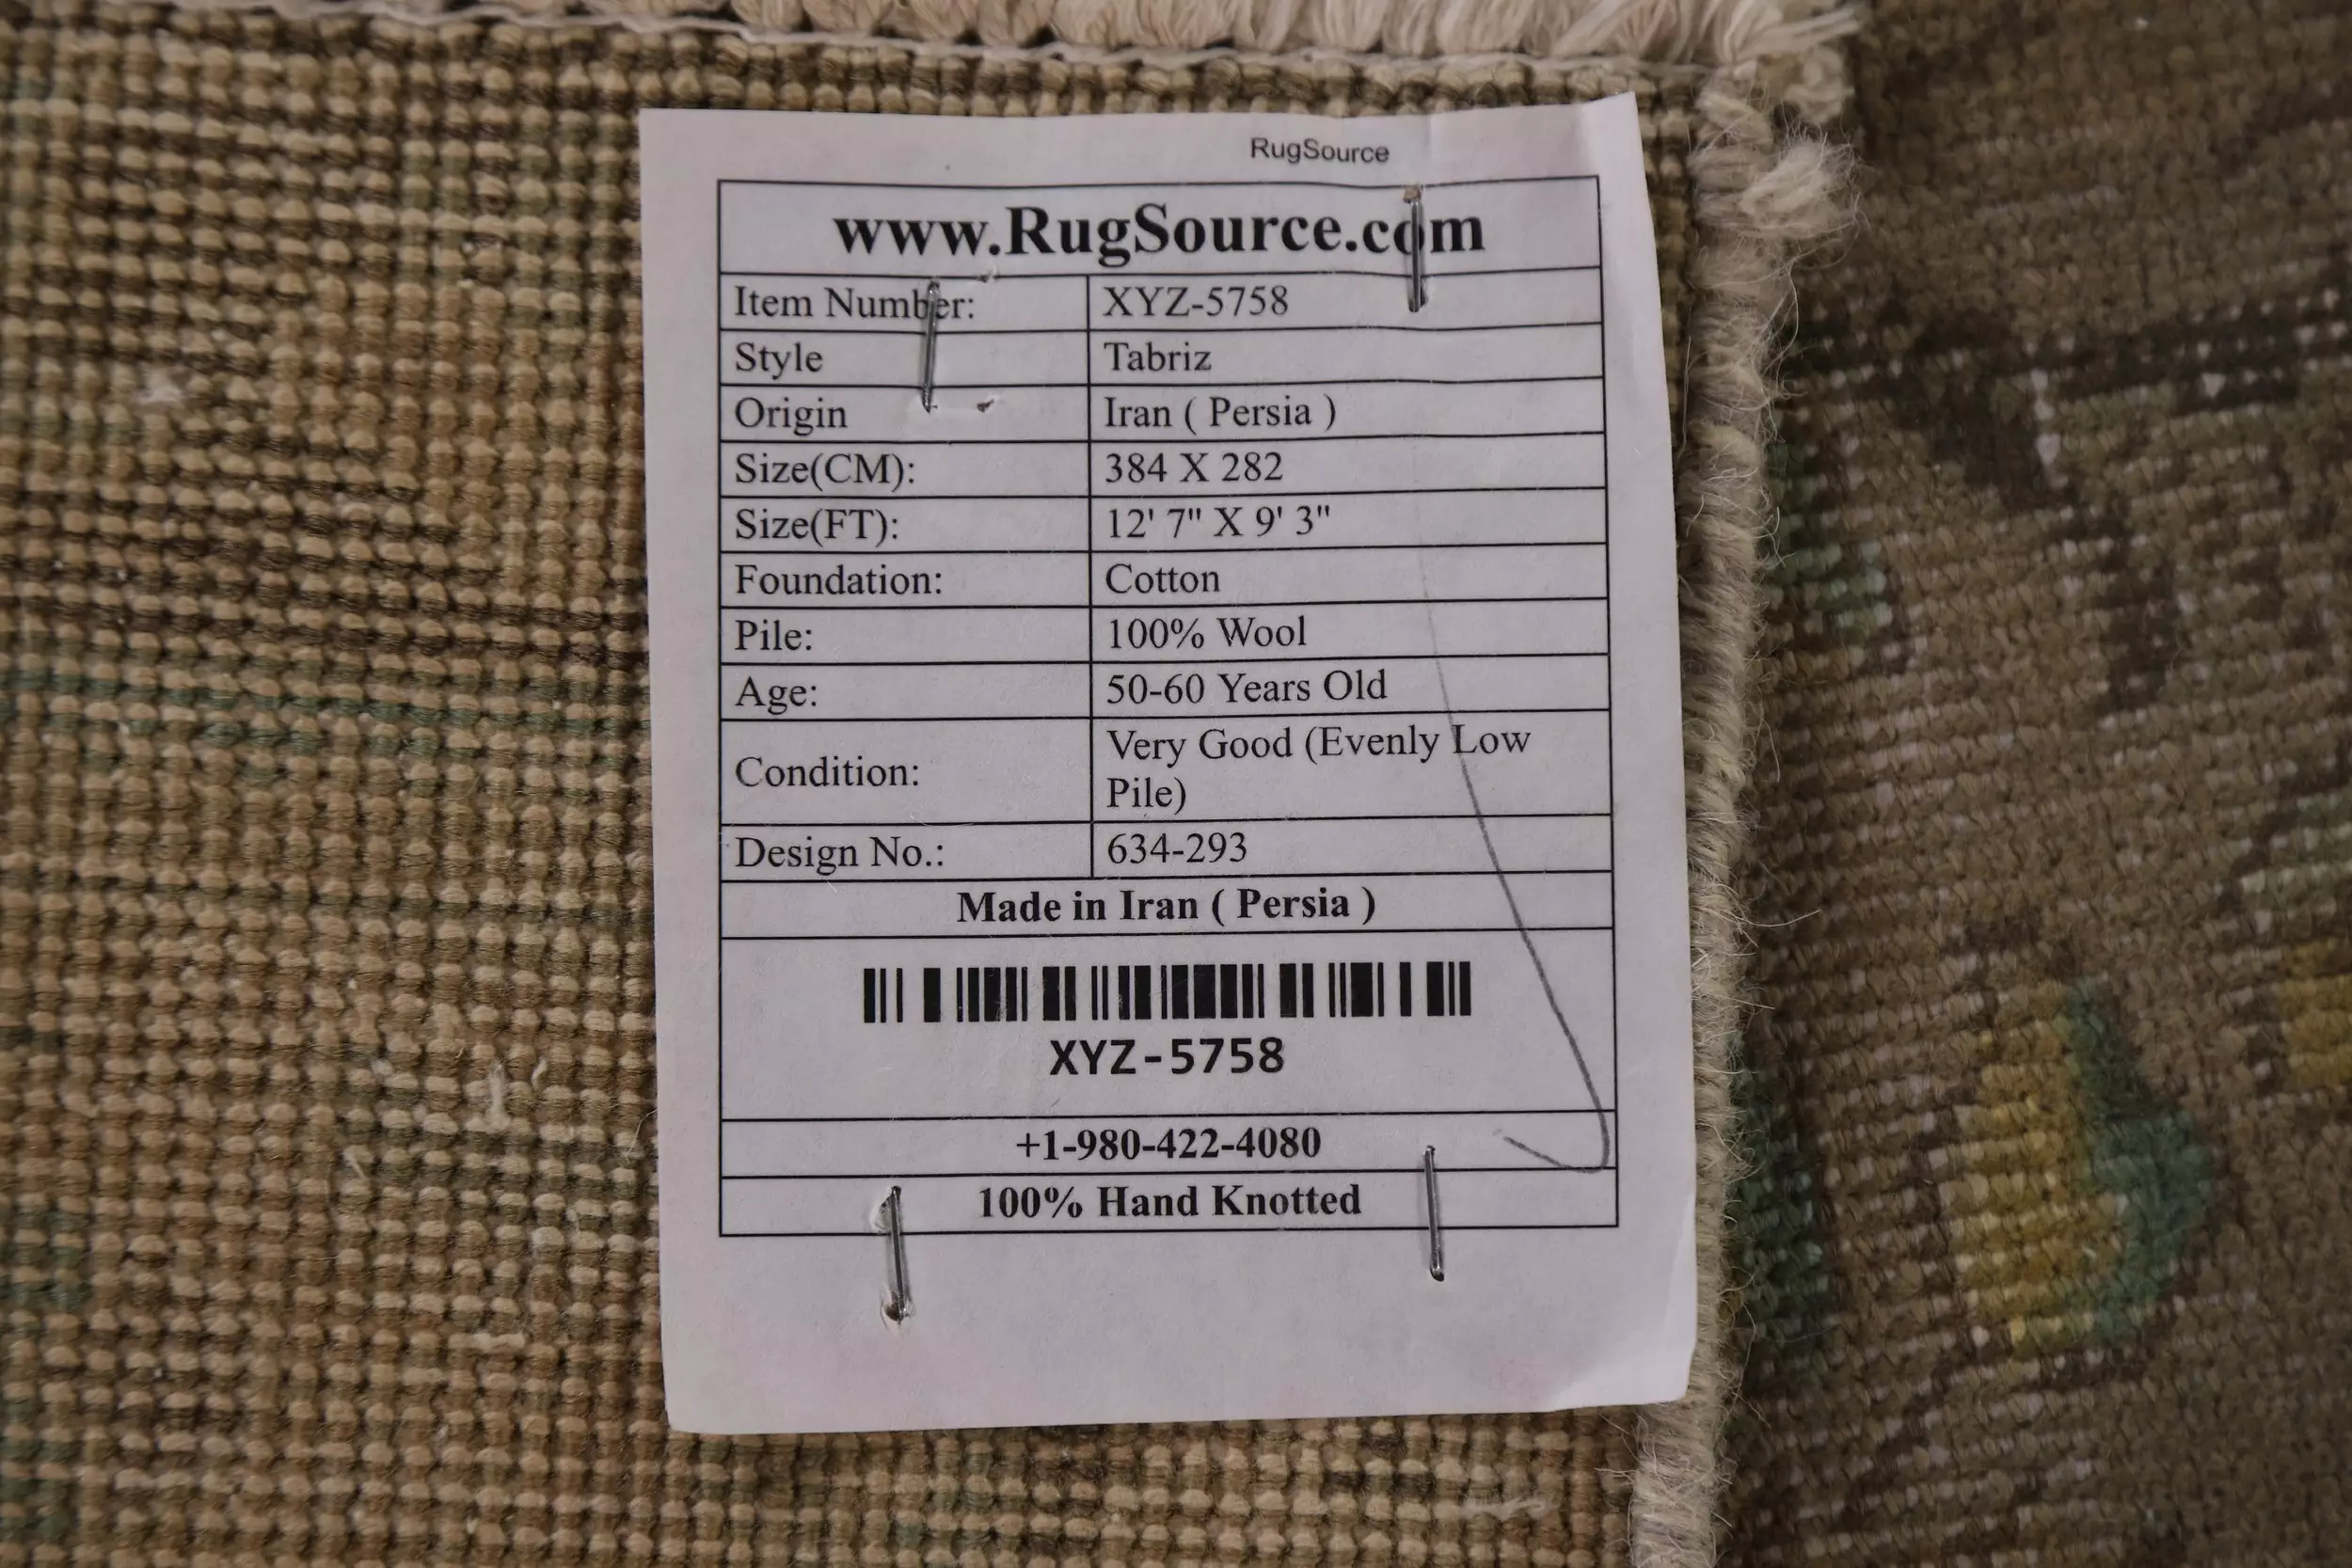 RugSource
www.RugSource.com
Item Number: XYZ-5758
Style Tabriz
Origin Iran ( Persia )
Size(CM): 384 X 282
Size(FT): 12' 7" X 9' 3"
Foundation: Cotton
Pile: 100% Wool
Age: 50-60 Years Old
Condition: Very Good (Evenly Low
Pile)
Design No.: 634-293
Made in Iran ( Persia )
XYZ-5758
+1-980-422-4080
100% Hand Knotted